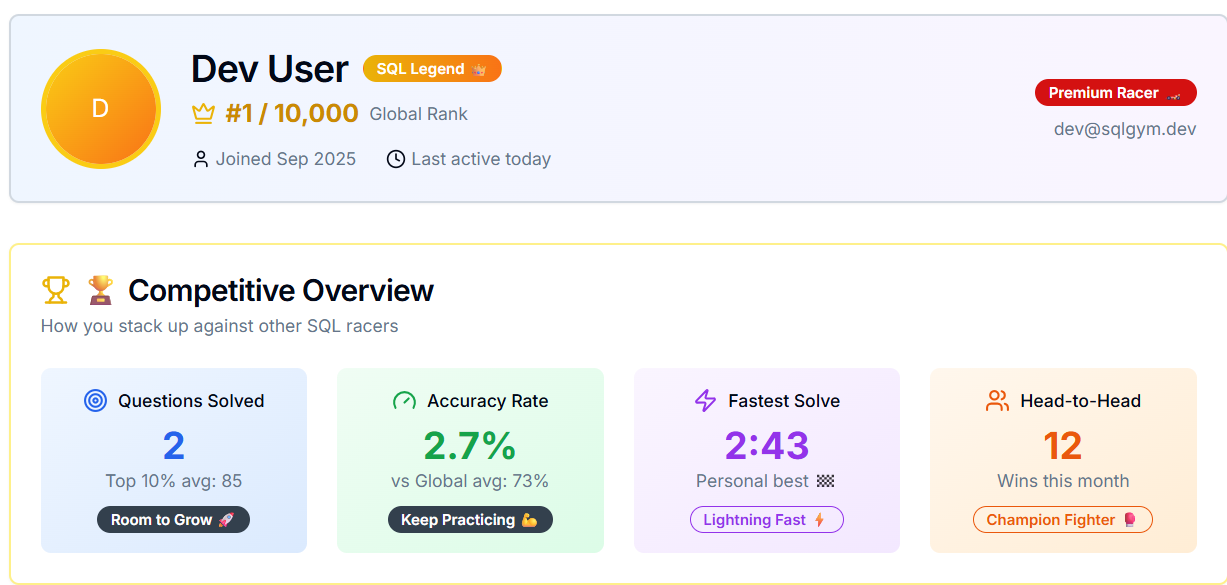 D
Dev User SQL Legend 👑
#1 / 10,000 Global Rank
Joined Sep 2025 Last active today
Premium Racer 🏎️
dev@sqlgym.dev
🏆 Competitive Overview
How you stack up against other SQL racers
Questions Solved
2
Top 10% avg: 85
Room to Grow 🚀
Accuracy Rate
2.7%
vs Global avg: 73%
Keep Practicing 💪
Fastest Solve
2:43
Personal best 🏁
Lightning Fast ⚡
Head-to-Head
12
Wins this month
Champion Fighter 🥊